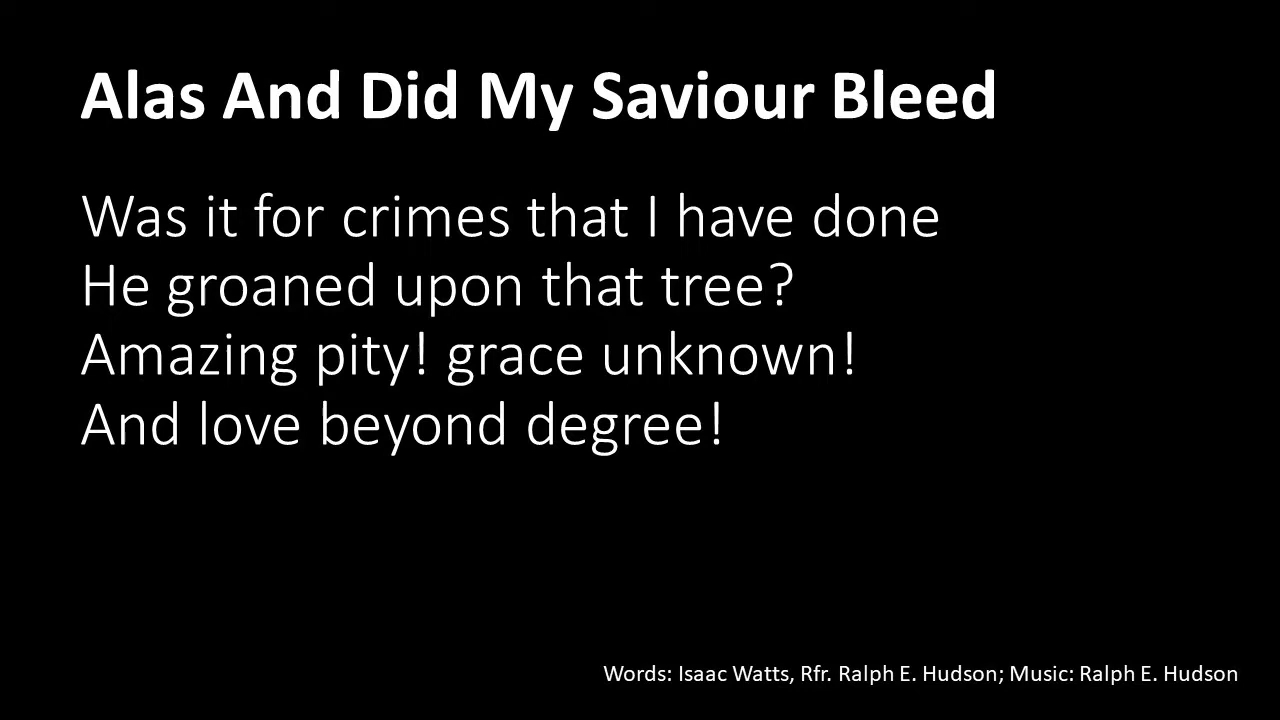 Alas And Did My Saviour Bleed
Was it for crimes that I have done
He groaned upon that tree?
Amazing pity! grace unknown!
And love beyond degree!
Words: Isaac Watts, Rfr. Ralph E. Hudson; Music: Ralph E. Hudson